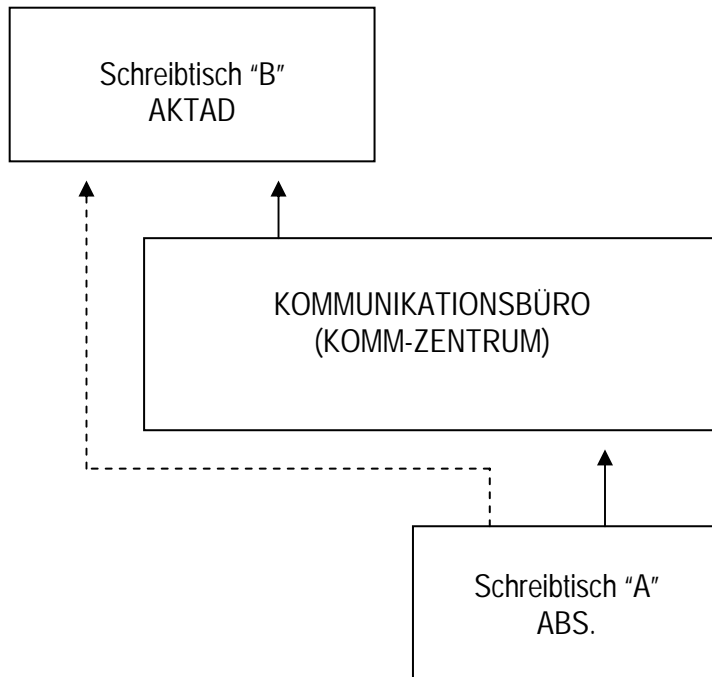 Schreibtisch “B”
AKTAD
KOMMUNIKATIONSBÜRO
(KOMM-ZENTRUM)
Schreibtisch “A”
ABS.